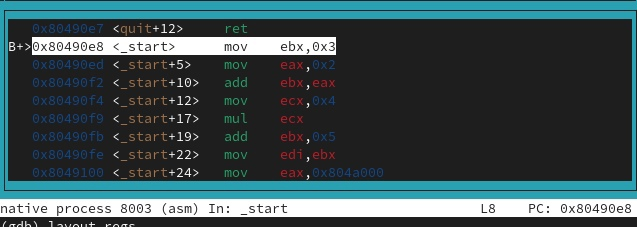 0x80490e7 <quit+12> ret
B+>0x80490e8 <_start> mov ebx,0x3
0x80490ed <_start+5> mov eax,0x2
0x80490f2 <_start+10> add ebx,eax
0x80490f4 <_start+12> mov ecx,0x4
0x80490f9 <_start+17> mul ecx
0x80490fb <_start+19> add ebx,0x5
0x80490fe <_start+22> mov edi,ebx
0x8049100 <_start+24> mov eax,0x804a000
native process 8003 (asm) In: _start L8 PC: 0x80490e8
(gdb) layout regs